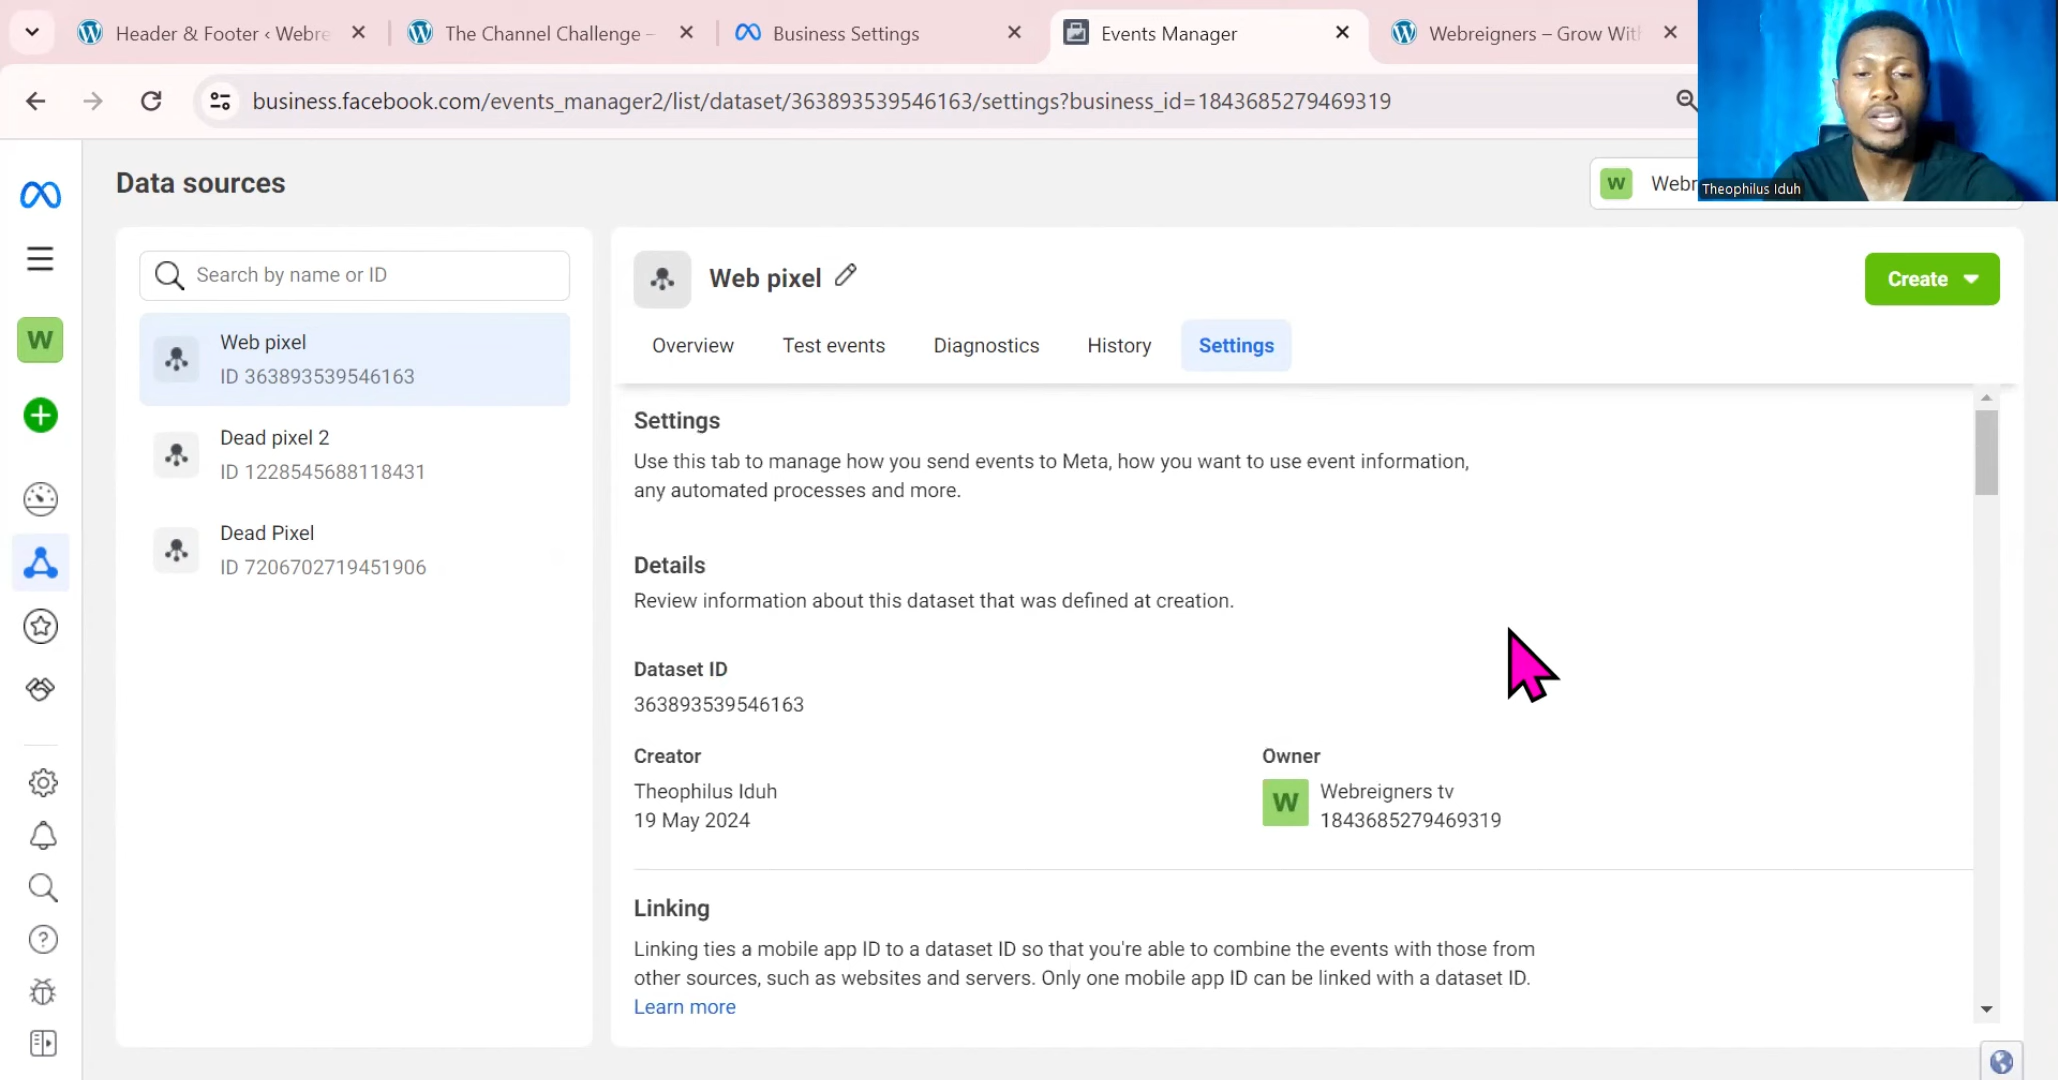 Header & Footer ‹ Webre
The Channel Challenge –
Business Settings
Events Manager
Webreigners – Grow Wit
business.facebook.com/events_manager2/list/dataset/363893539546163/settings?business_id=1843685279469319
Theophilus Iduh
Data sources
W
Webr
Search by name or ID
Web pixel
ID 363893539546163
Dead pixel 2
ID 1228545688118431
Dead Pixel
ID 7206702719451906
W
Web pixel
Create
Overview
Test events
Diagnostics
History
Settings
Settings
Use this tab to manage how you send events to Meta, how you want to use event information,
any automated processes and more.
Details
Review information about this dataset that was defined at creation.
Dataset ID
363893539546163
Creator
Theophilus Iduh
19 May 2024
Owner
W
Webreigners tv
1843685279469319
Linking
Linking ties a mobile app ID to a dataset ID so that you're able to combine the events with those from
other sources, such as websites and servers. Only one mobile app ID can be linked with a dataset ID.
Learn more